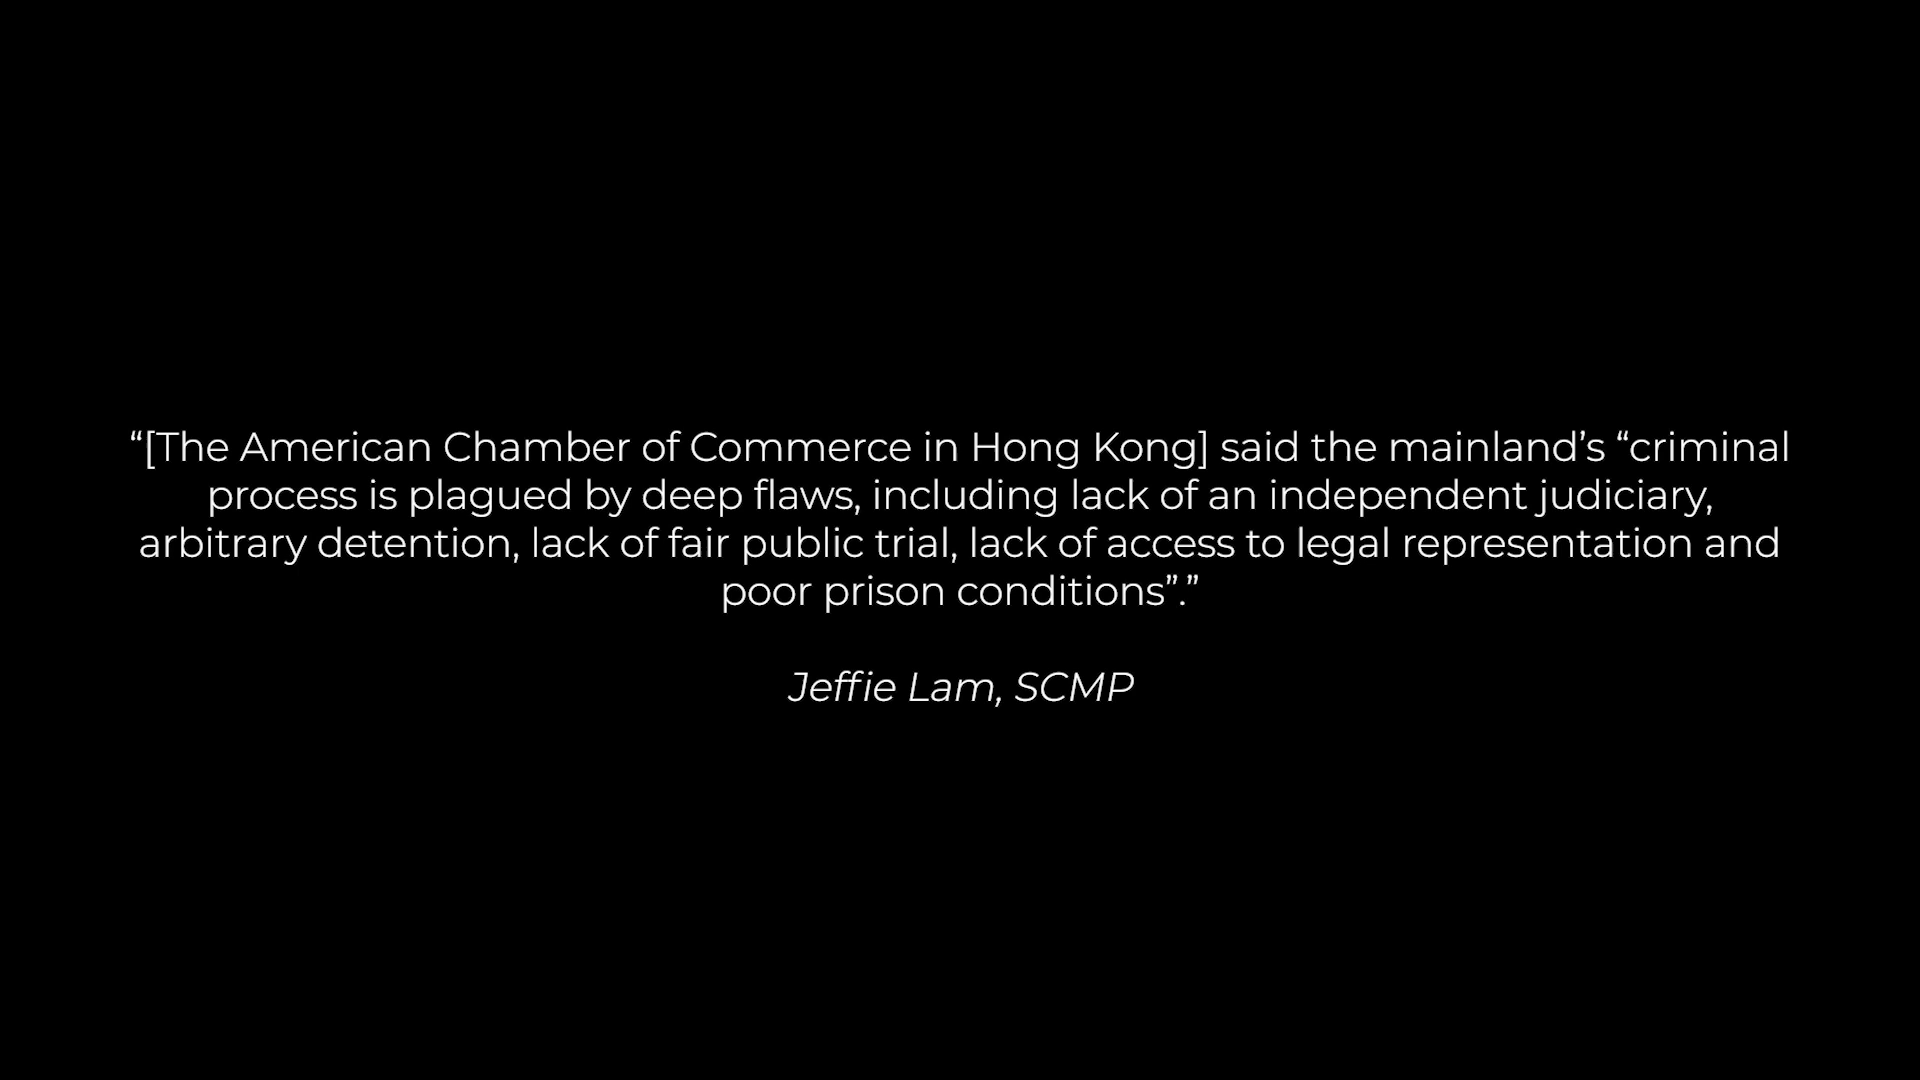 “[The American Chamber of Commerce in Hong Kong] said the mainland’s “criminal
process is plagued by deep flaws, including lack of an independent judiciary,
arbitrary detention, lack of fair public trial, lack of access to legal representation and
poor prison conditions”.”
Jeffie Lam, SCMP